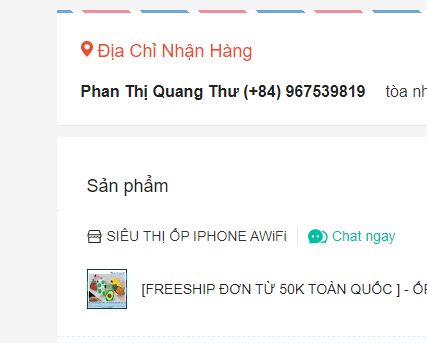 Địa Chỉ Nhận Hàng
Phan Thị Quang Thư (+84) 967539819 tòa nh
Sản phẩm
SIÊU THỊ ỐP IPHONE AWiFi Chat ngay
[FREESHIP ĐƠN TỪ 50K TOÀN QUỐC ] - ỐP